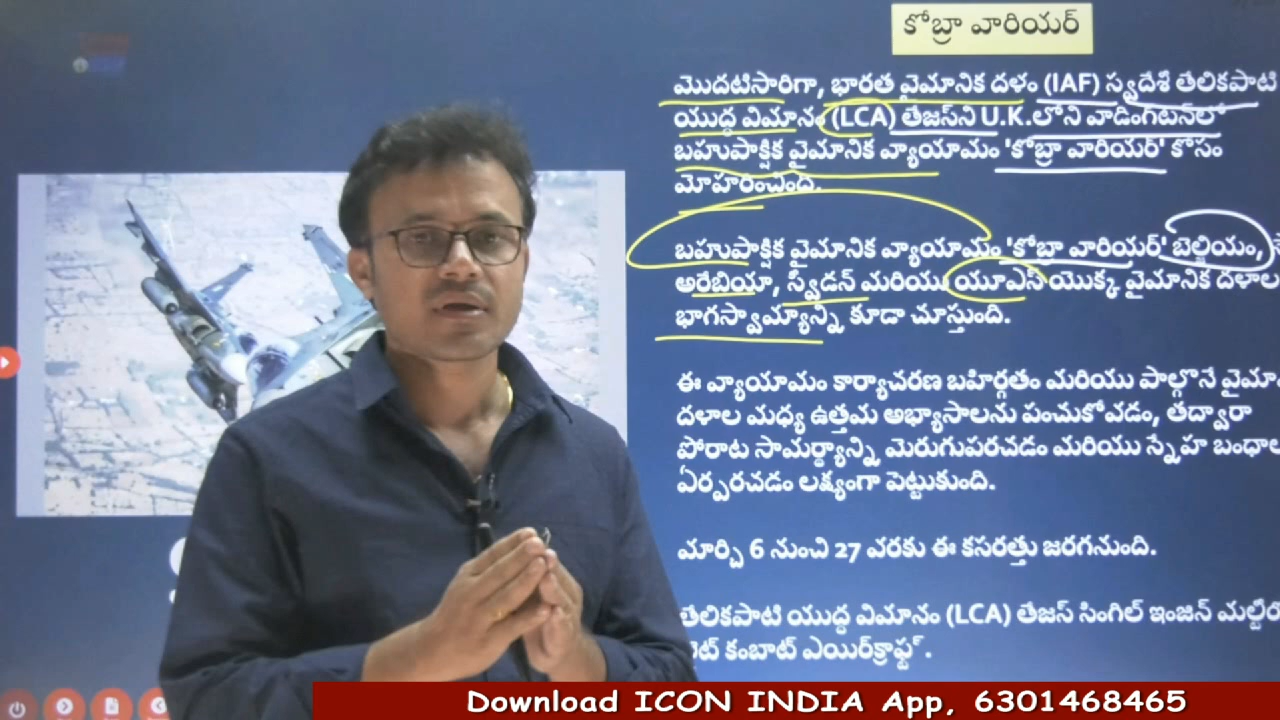 కోబ్రా వారియర్
మొదటిసారిగా, భారత వైమానిక దళం (IAF) స్వదేశీ తేలికపాటి
యుద్ధ విమానం (LCA) తేజస్‌ని U.K.లోని వాడింగటన్‌లో
బహుపాక్షిక వైమానిక వ్యాయామం 'కోబ్రా వారియర్' కోసం
మోహరించింది.
బహుపాక్షిక వైమానిక వ్యాయామం 'కోబ్రా వారియర్' బెల్జియం,
అరేబియా, స్వీడన్ మరియు యూఎస్ యొక్క వైమానిక దళాల
భాగస్వామ్యాన్ని కూడా చూస్తుంది.
ఈ వ్యాయామం కార్యాచరణ బహిర్గతం మరియు పాల్గొనే
దళాల మధ్య ఉత్తమ అభ్యాసాలను పంచుకోవడం, తద్వారా
పోరాట సామర్థ్యాన్ని మెరుగుపరచడం మరియు స్నేహ
ఏర్పరచడం లక్ష్యంగా పెట్టుకుంది.
మార్చి 6 నుంచి 27 వరకు ఈ కసరత్తు జరగనుంది.
తేలికపాటి యుద్ధ విమానం (LCA) తేజస్ సింగిల్ ఇంజిన్
కంబాట్ ఎయిర్‌క్రాఫ్ట్.
Download ICON INDIA App, 6301468465